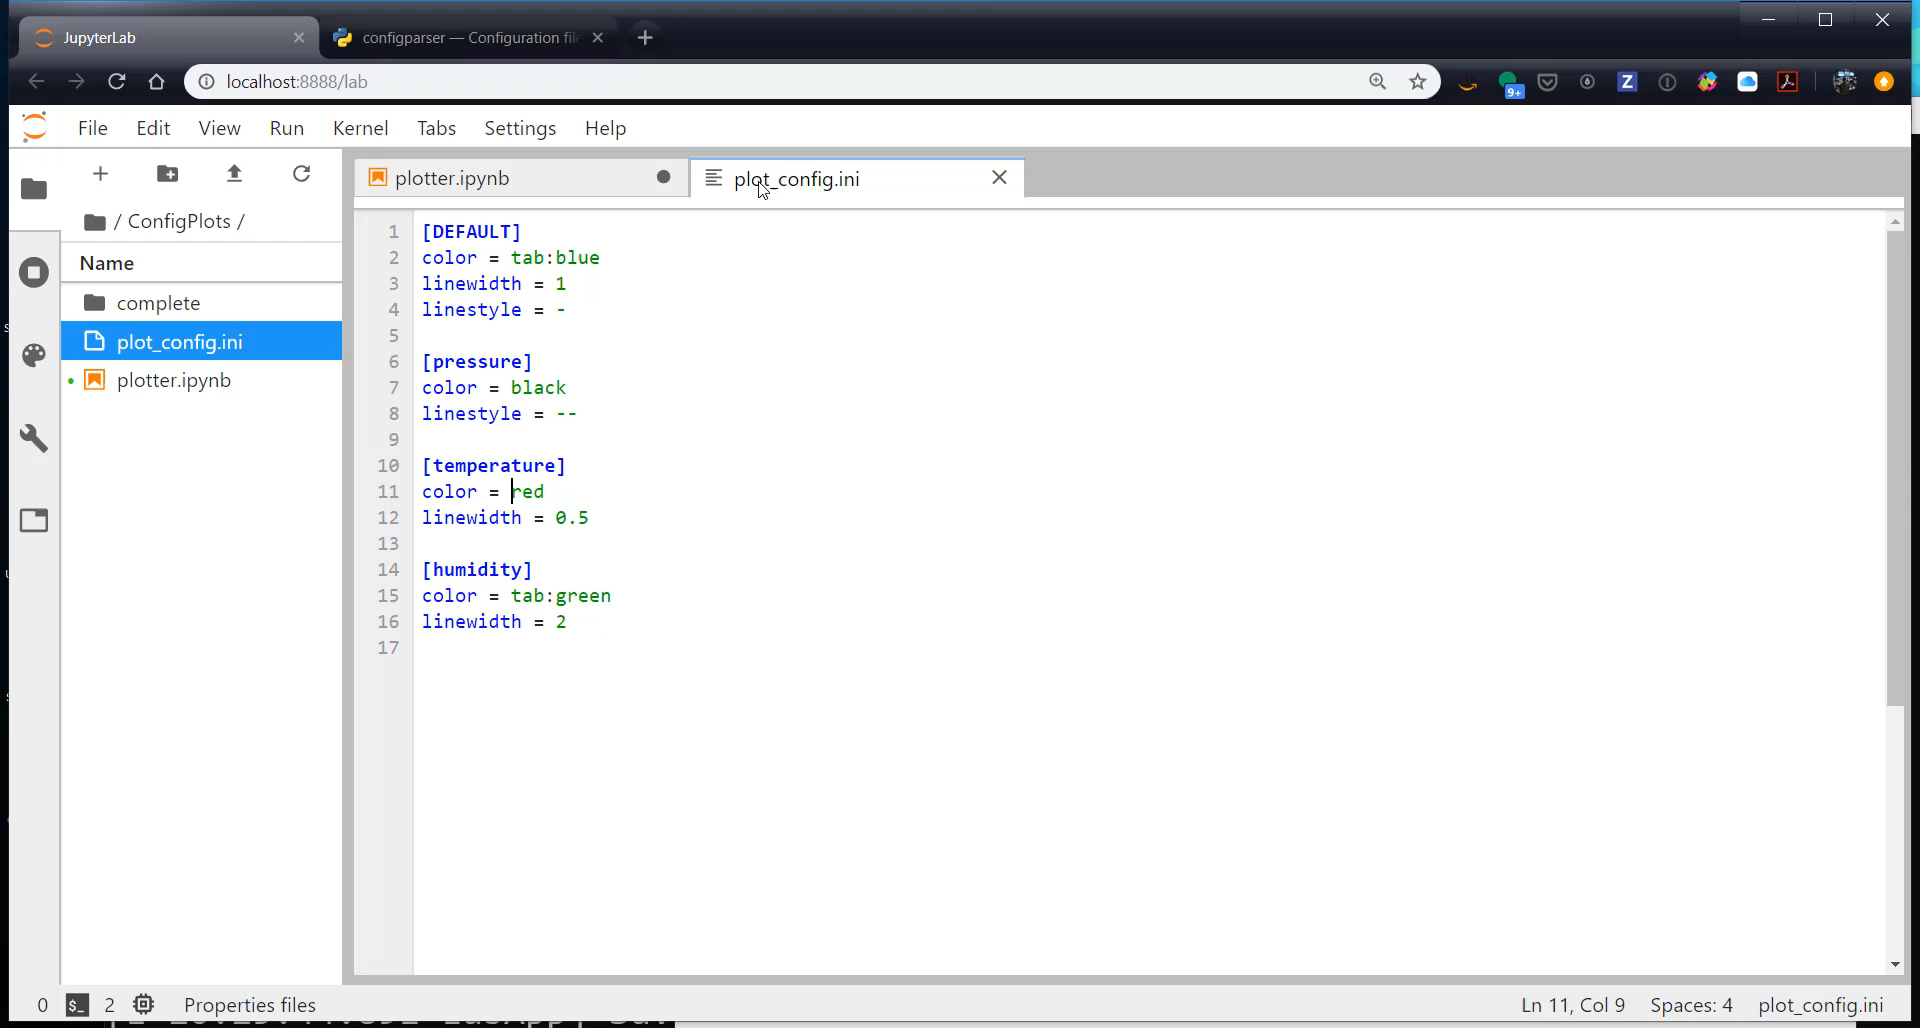 JupyterLab
configparser — Configuration file
localhost:8888/lab
9+
Z
File Edit View Run Kernel Tabs Settings Help
plotter.ipynb
plot_config.ini
/ ConfigPlots /
Name
complete
plot_config.ini
plotter.ipynb
1 [DEFAULT]
2 color = tab:blue
3 linewidth = 1
4 linestyle = -
5
6 [pressure]
7 color = black
8 linestyle = --
9
10 [temperature]
11 color = red
12 linewidth = 0.5
13
14 [humidity]
15 color = tab:green
16 linewidth = 2
17
0 $_ 2 Properties files
Ln 11, Col 9 Spaces: 4 plot_config.ini